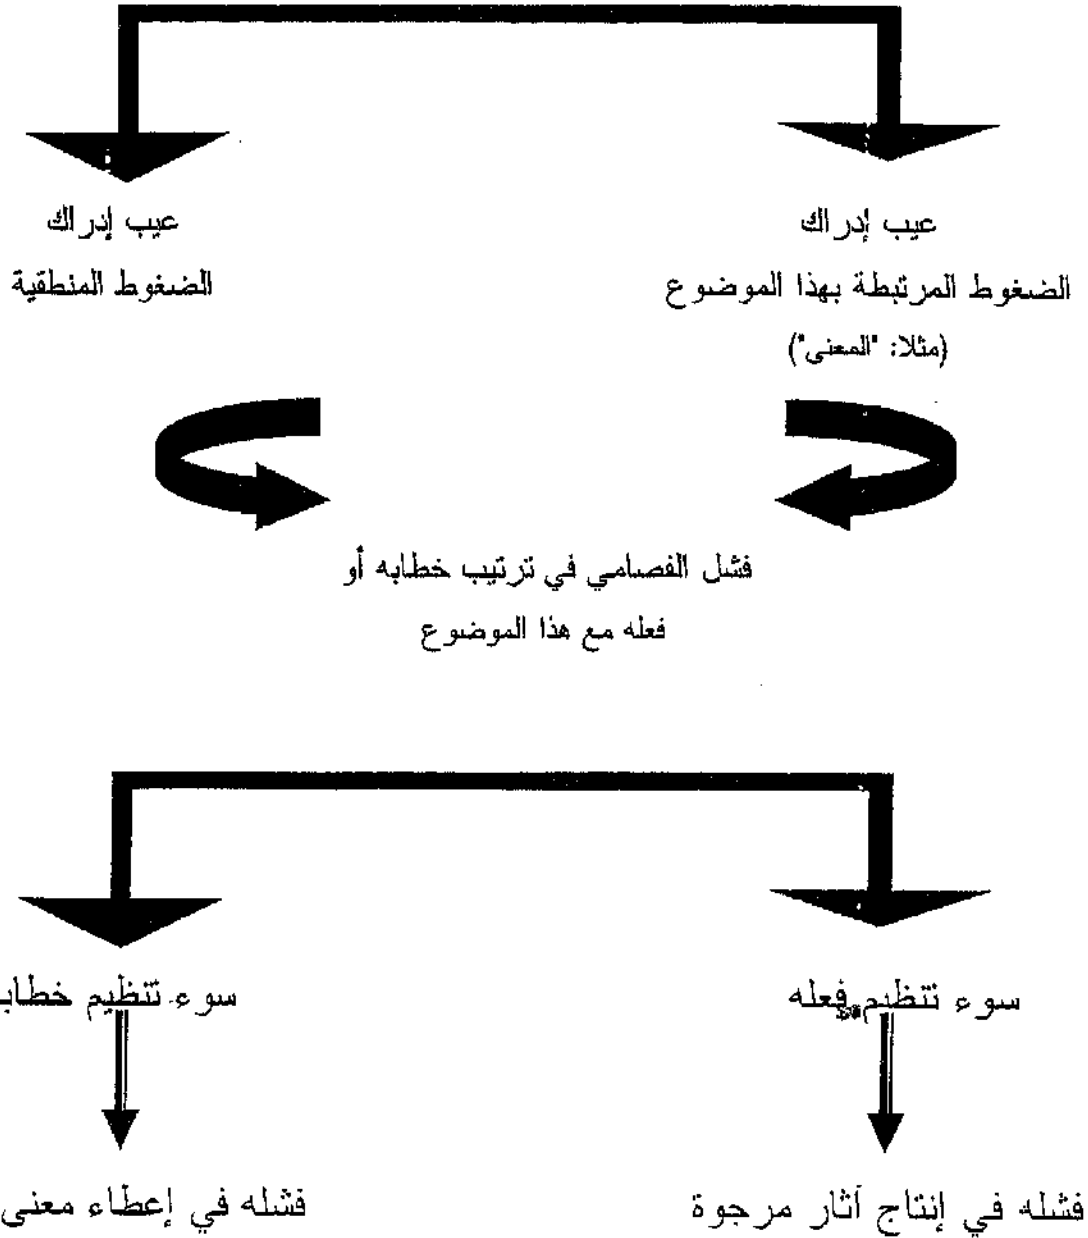 عيب إدراك
الضغوط المرتبطة بهذا الموضوع
(مثلا: "المعنى")
عيب إدراك
الضغوط المنطقية
فشل الفصامي في ترتيب خطابه أو
فعله مع هذا الموضوع
سوء تنظيم فعله
سوء تنظيم خطاب
فشله في إنتاج آثار مرجوة
فشله في إعطاء معنى